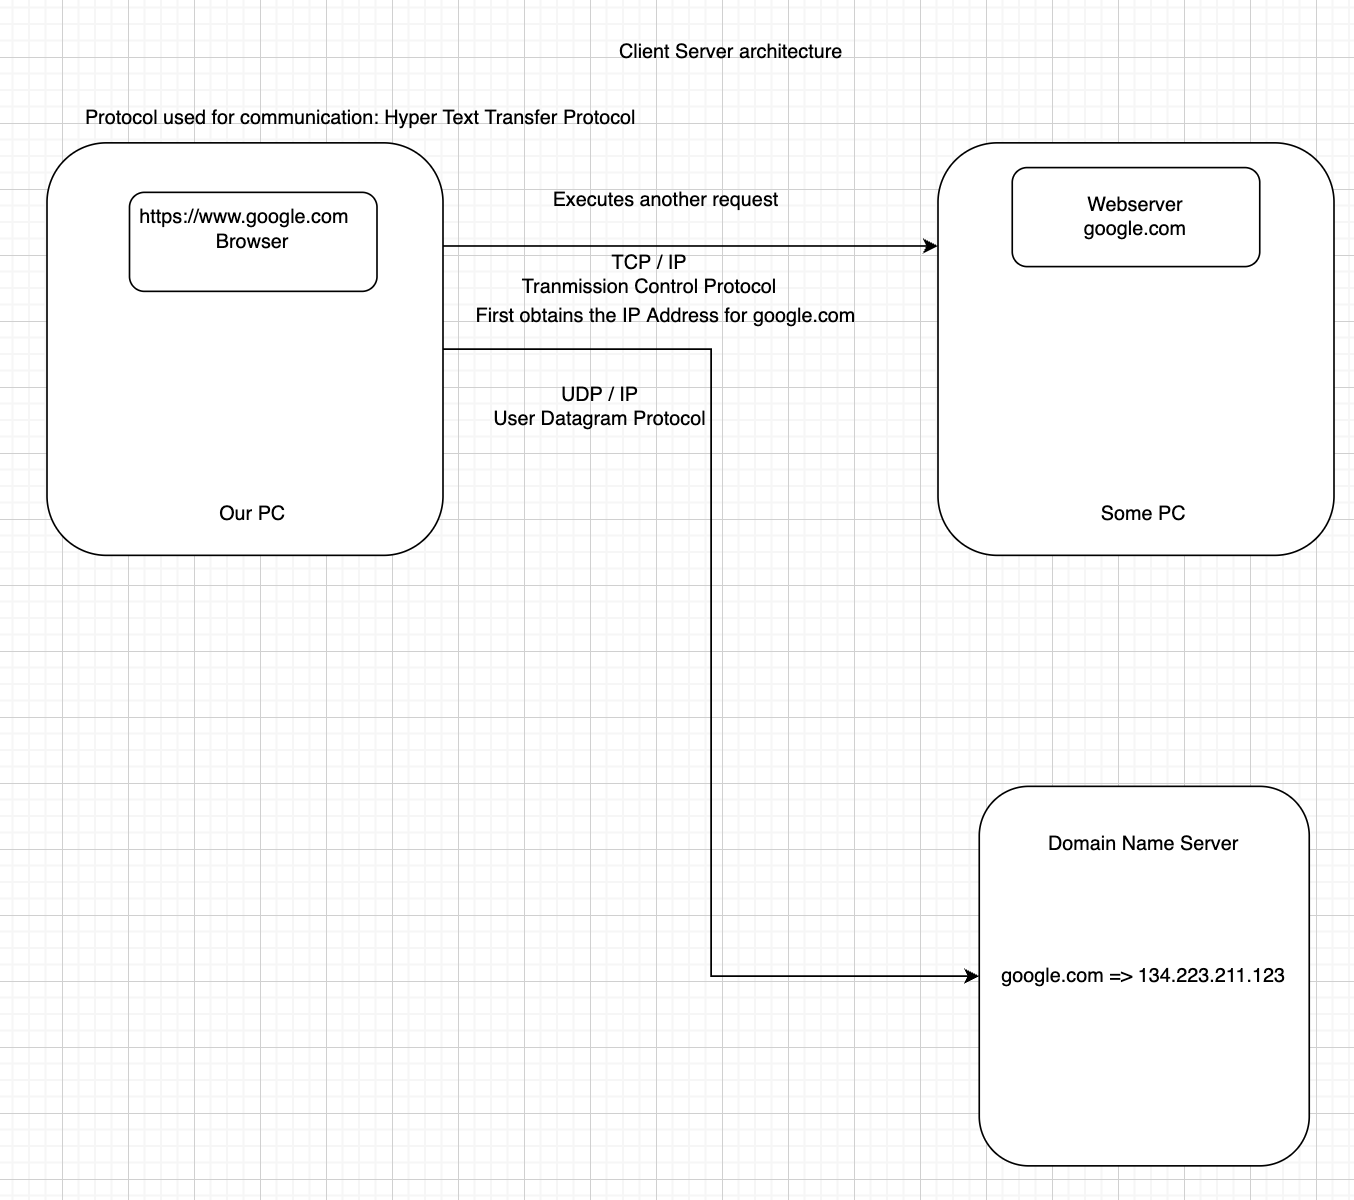 Client Server architecture
Protocol used for communication: Hyper Text Transfer Protocol
https://www.google.com
Browser
Our PC
Executes another request
TCP / IP
Tranmission Control Protocol
First obtains the IP Address for google.com
UDP / IP
User Datagram Protocol
Webserver
google.com
Some PC
Domain Name Server
google.com => 134.223.211.123